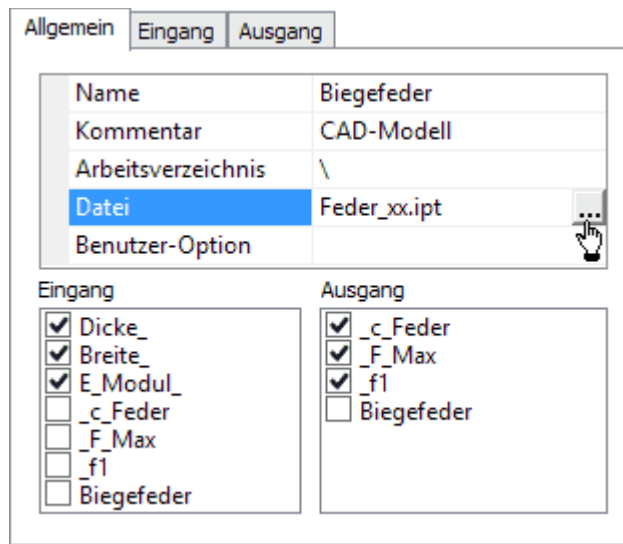 Allgemein Eingang Ausgang
Name Biegefeder
Kommentar CAD-Modell
Arbeitsverzeichnis \
Datei Feder_xx.ipt ...
Benutzer-Option
Eingang Ausgang
Dicke_ _c_Feder
Breite_ _F_Max
E_Modul_ _f1
_c_Feder Biegefeder
_F_Max
_f1
Biegefeder